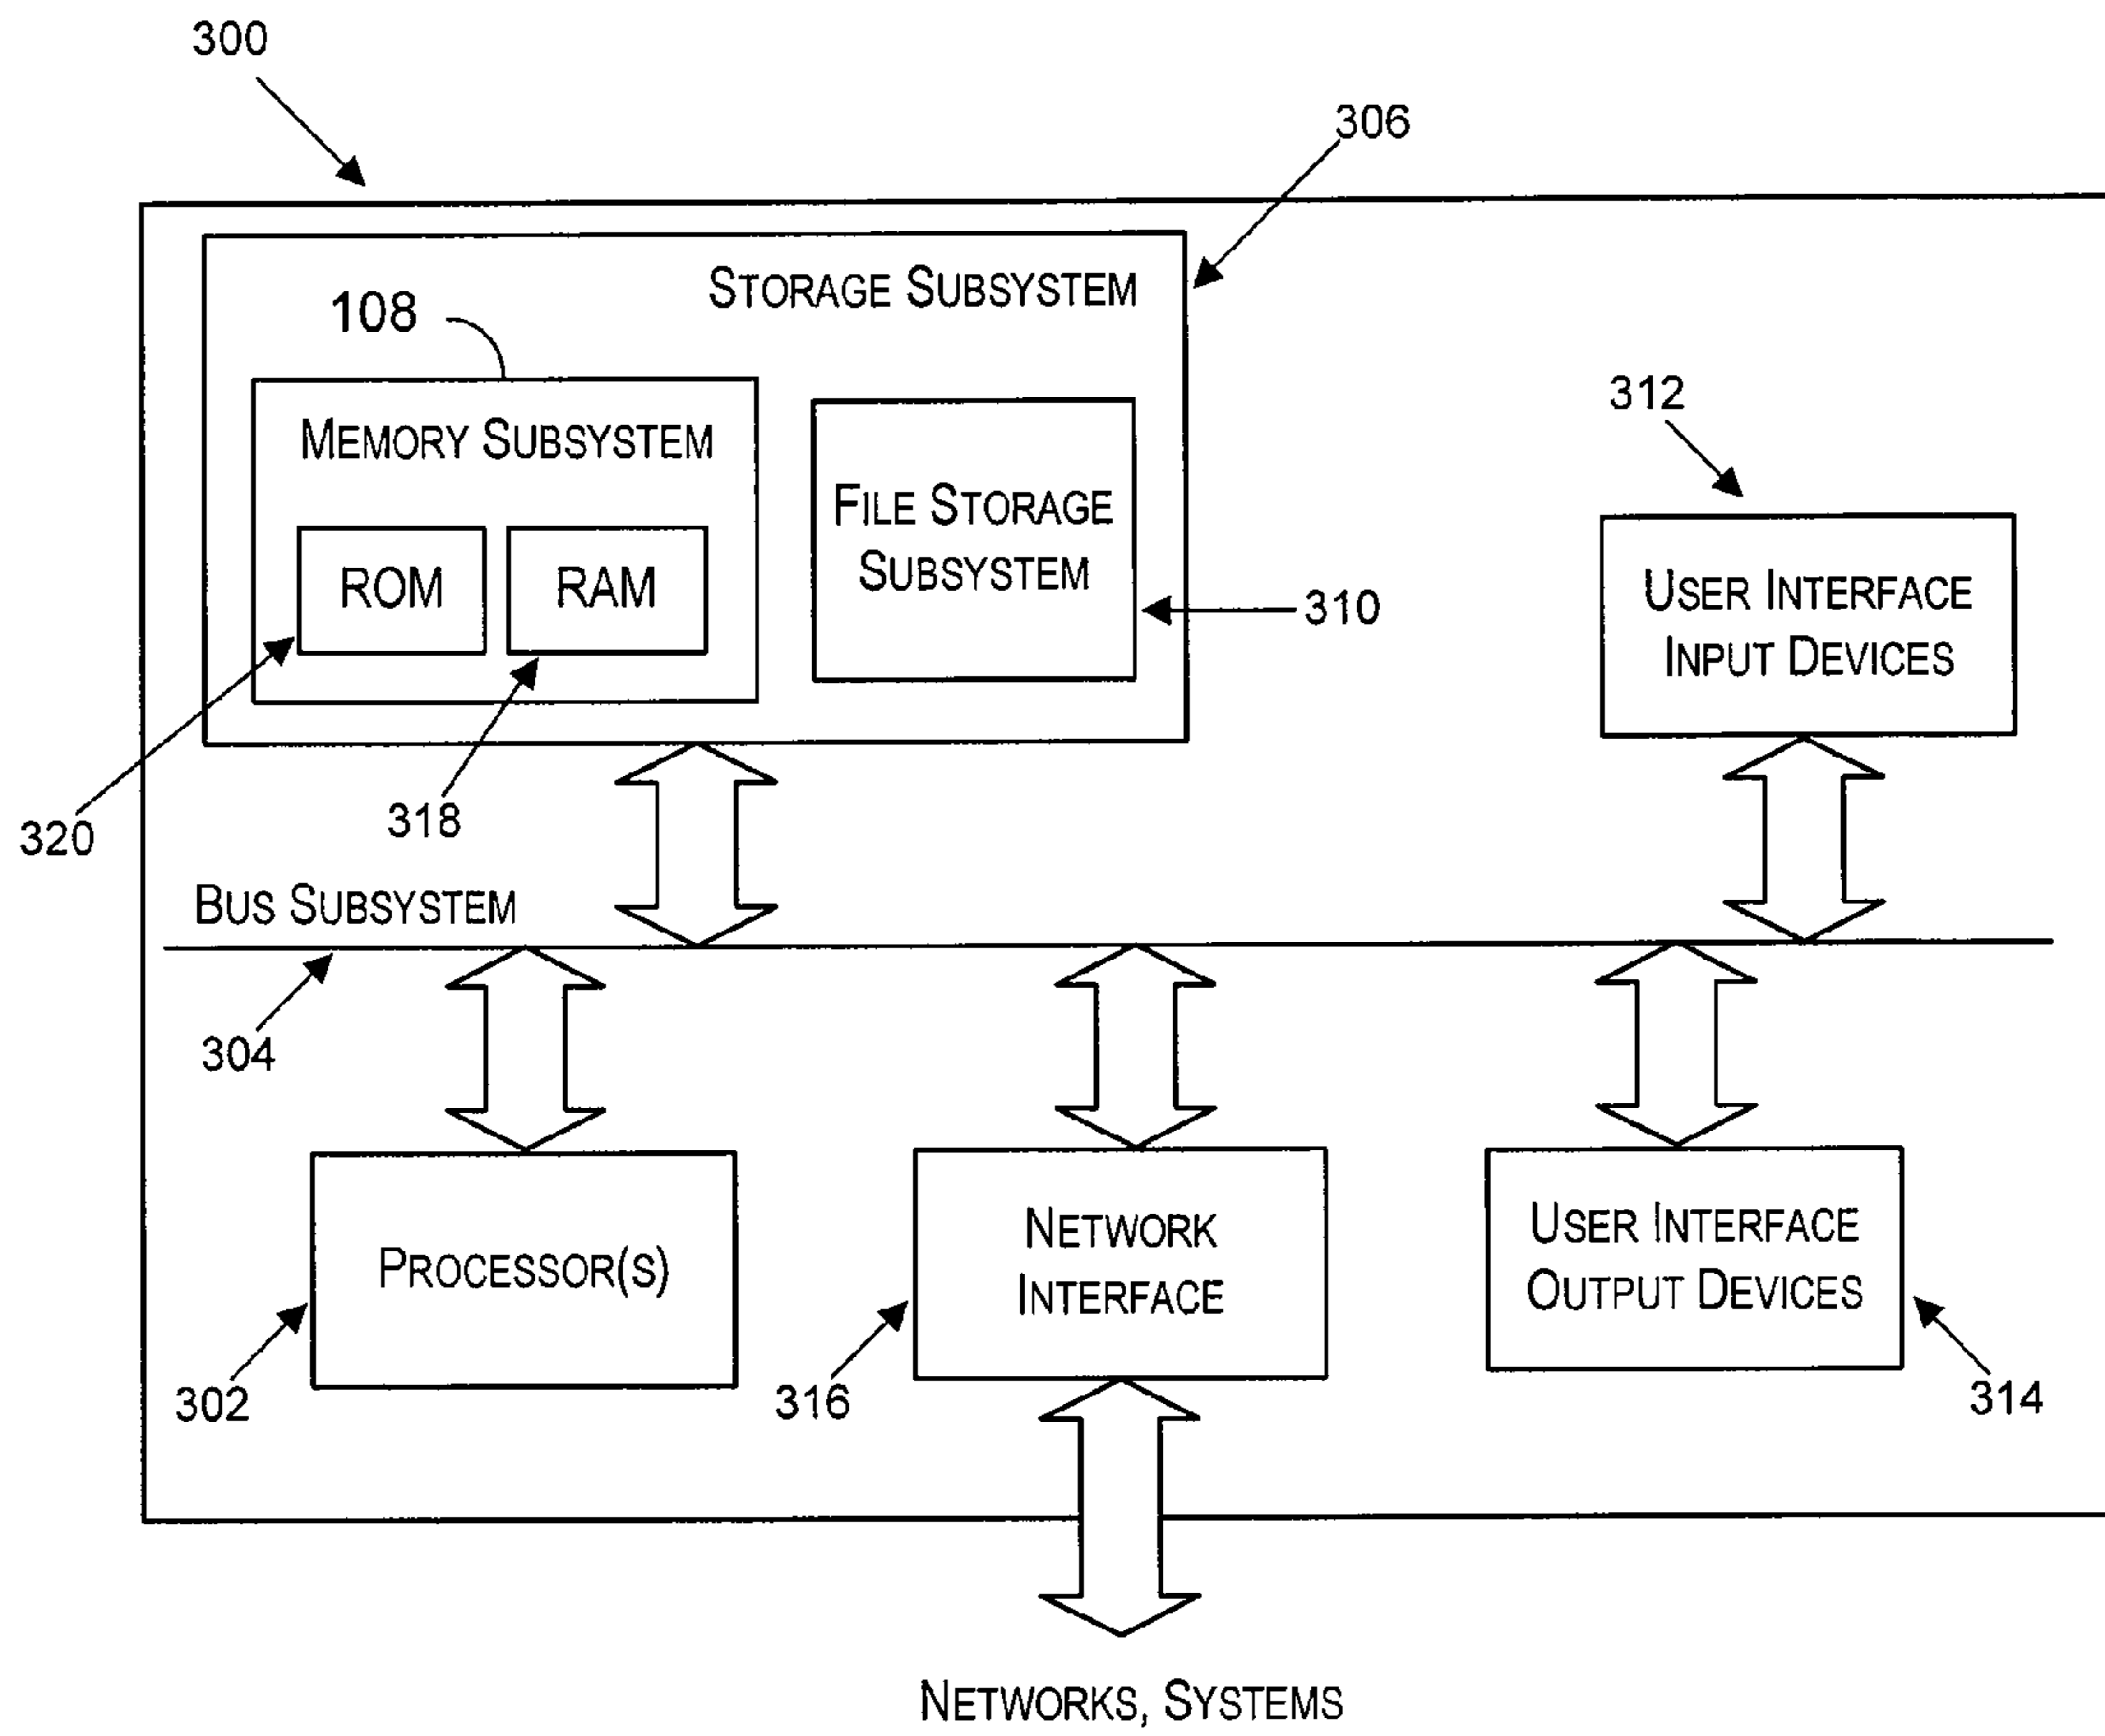 300
306
STORAGE SUBSYSTEM
108
312
MEMORY SUBSYSTEM
FILE STORAGE
SUBSYSTEM
ROM
RAM
310
USER INTERFACE
INPUT DEVICES
320
318
BUS SUBSYSTEM
304
PROCESSOR(S)
NETWORK
INTERFACE
USER INTERFACE
OUTPUT DEVICES
302
316
314
NETWORKS, SYSTEMS